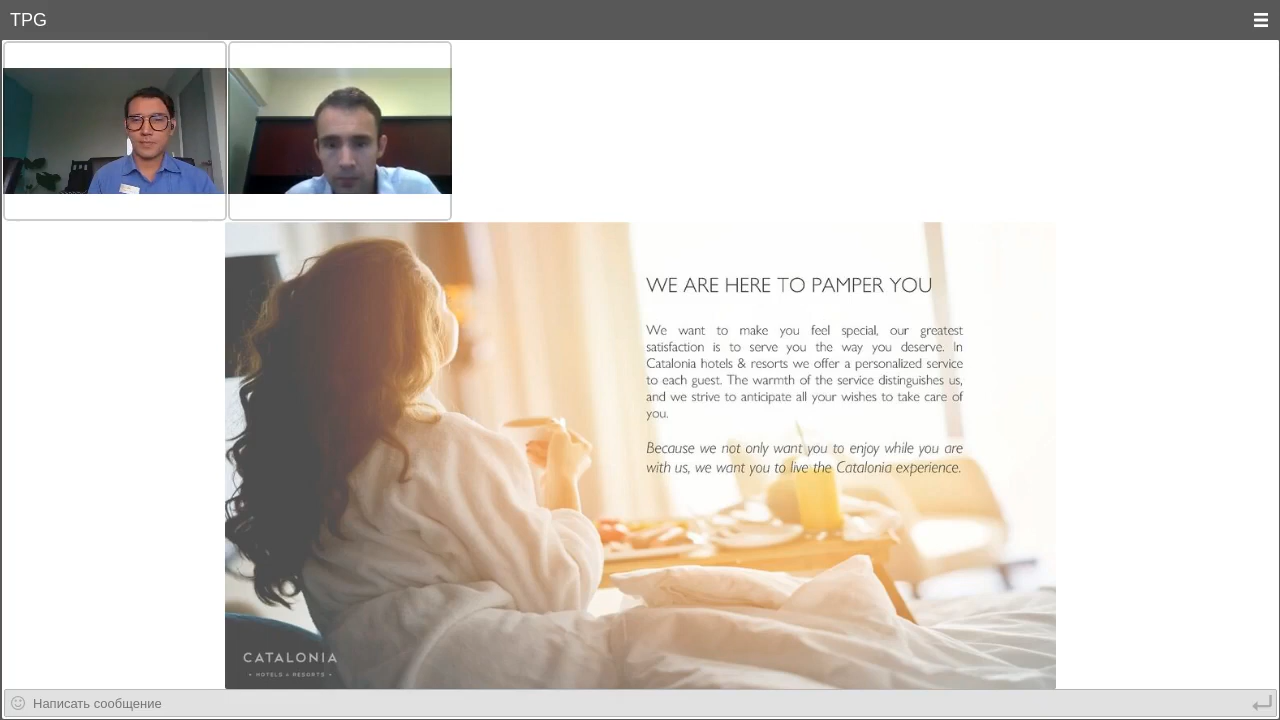 TPG
WE ARE HERE TO PAMPER YOU
We want to make you feel special, our greatest
satisfaction is to serve you the way you deserve. In
Catalonia hotels & resorts we offer a personalized service
to each guest. The warmth of the service distinguishes us,
and we strive to anticipate all your wishes to take care of
you.
Because we not only want you to enjoy while you are
with us, we want you to live the Catalonia experience.
CATALONIA
• HOTELS & RESORTS •
Написать сообщение